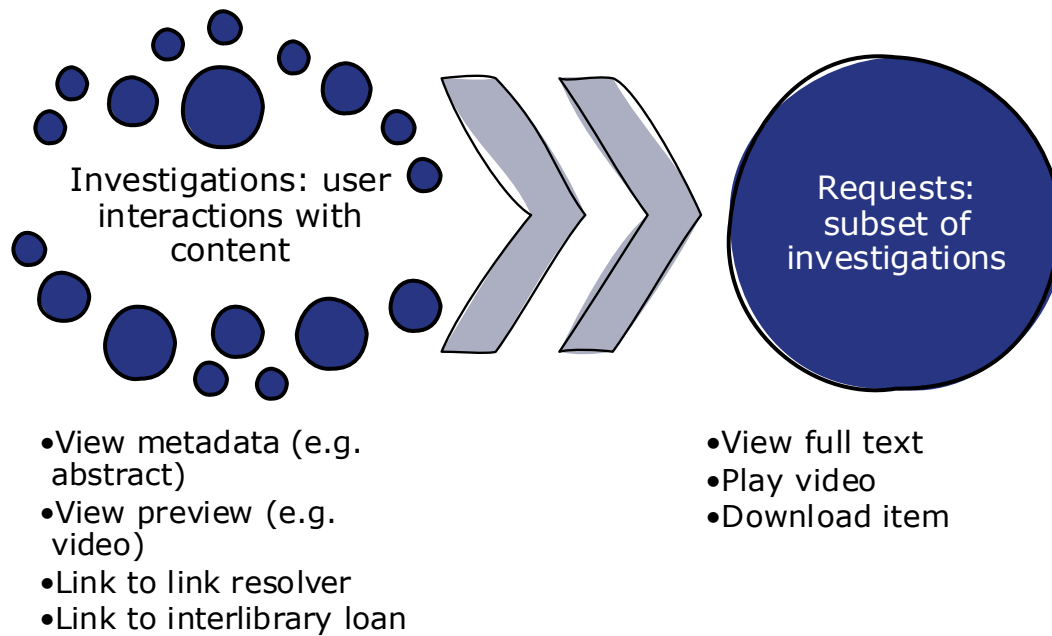 Investigations: user
interactions with
content
Requests:
subset of
investigations
•View metadata (e.g.
abstract)
•View preview (e.g.
video)
•Link to link resolver
•Link to interlibrary loan
•View full text
•Play video
•Download item